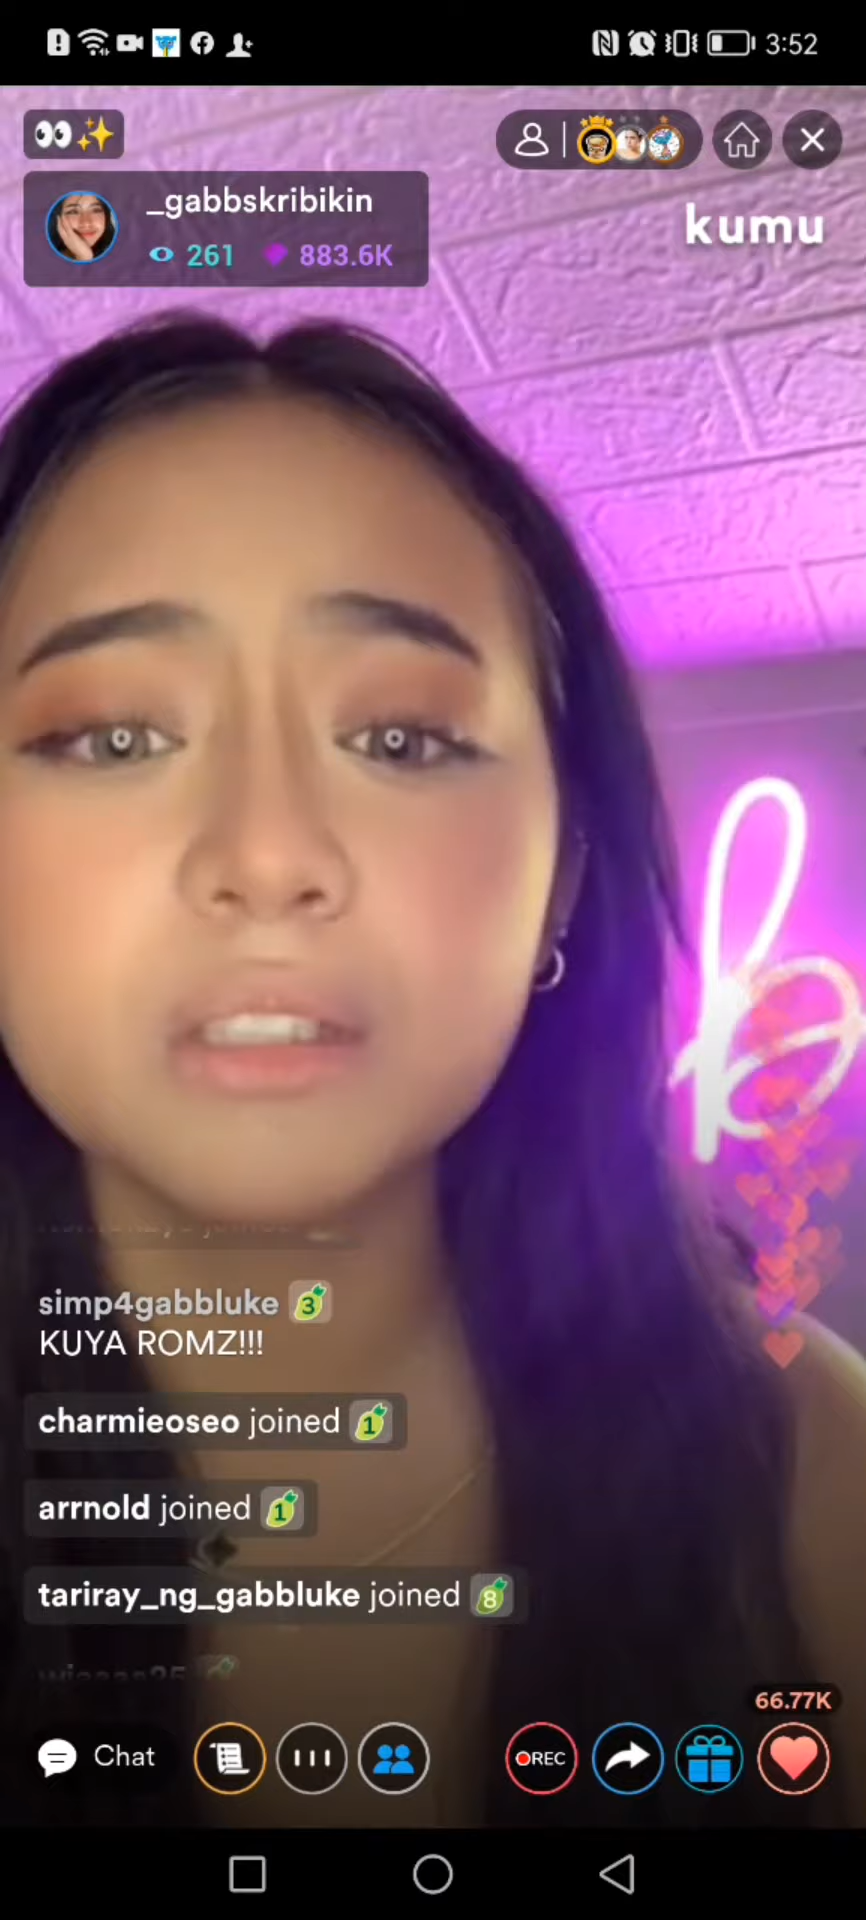 3:52
_gabbskribikin
261 883.6K
kumu
simp4gabbluke 3
KUYA ROMZ!!!
charmieoseo joined 1
arrnold joined 1
tariray_ng_gabbluke joined 8
66.77K
Chat
REC